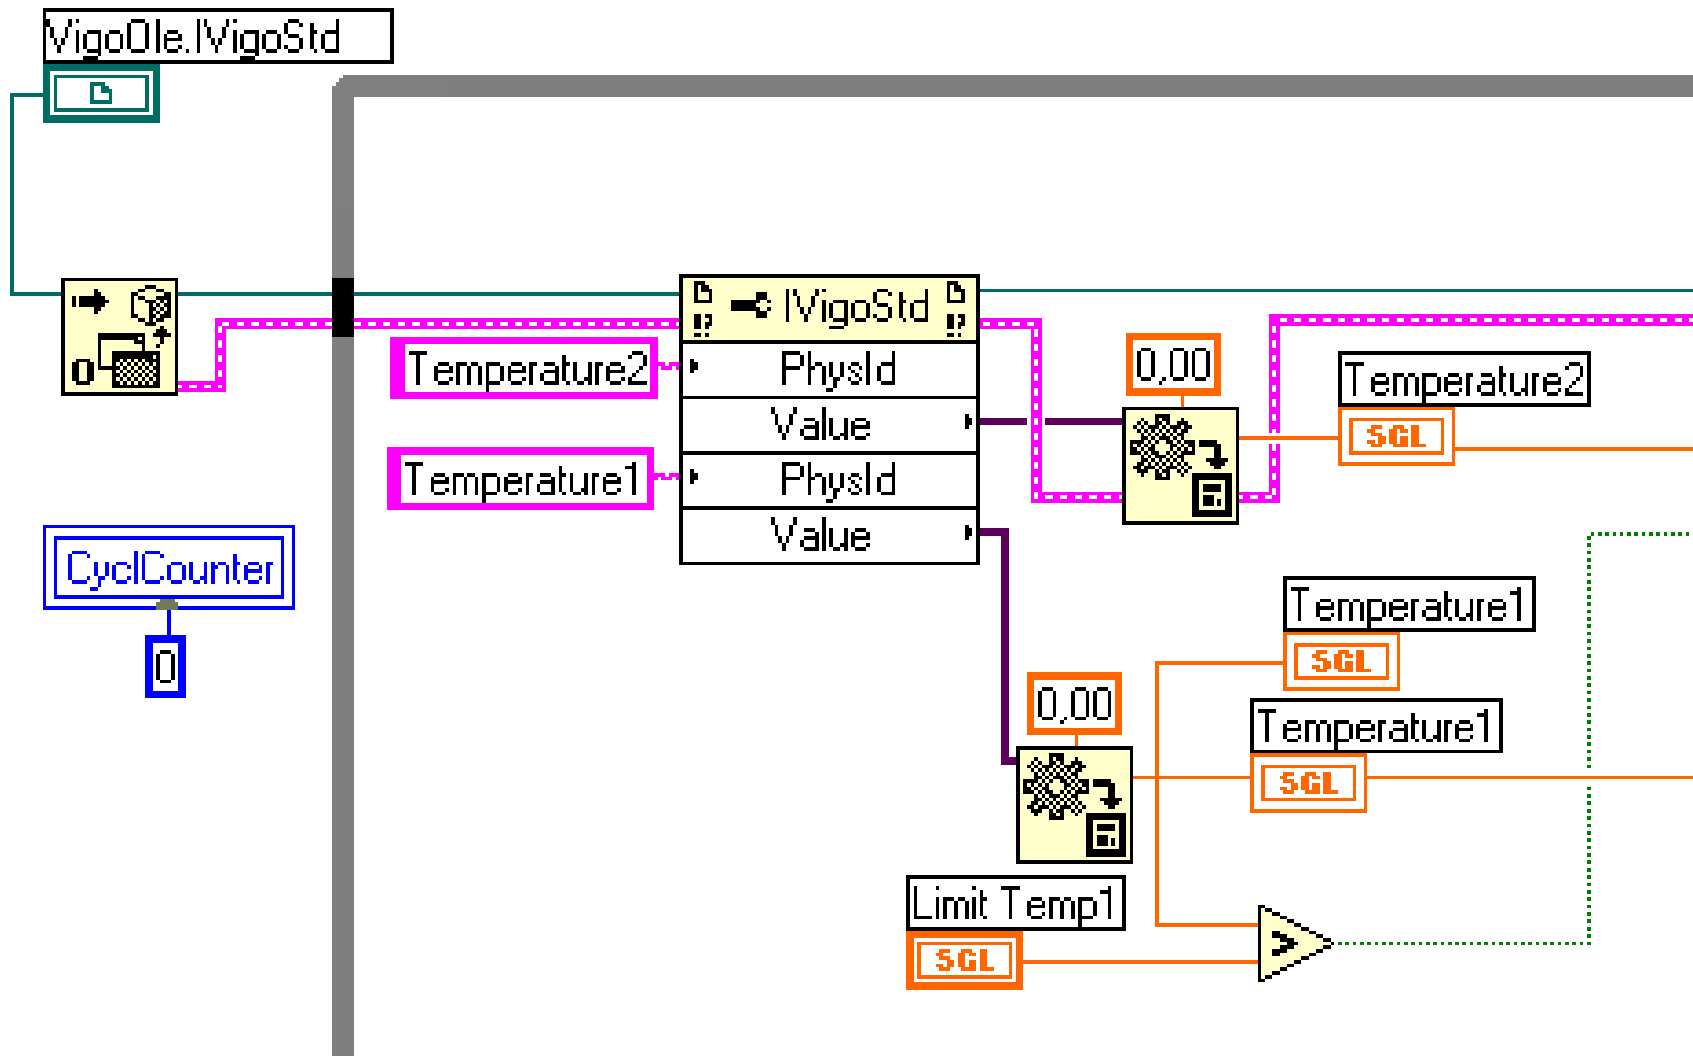 VigoOle.IVigoStd
IVigoStd
!?
!?
0
Temperature2
PhysId
0,00
Temperature2
Value
SGL
Temperature1
PhysId
Value
CyclCounter
0
Temperature1
SGL
0,00
Temperature1
SGL
Limit Temp1
SGL
>